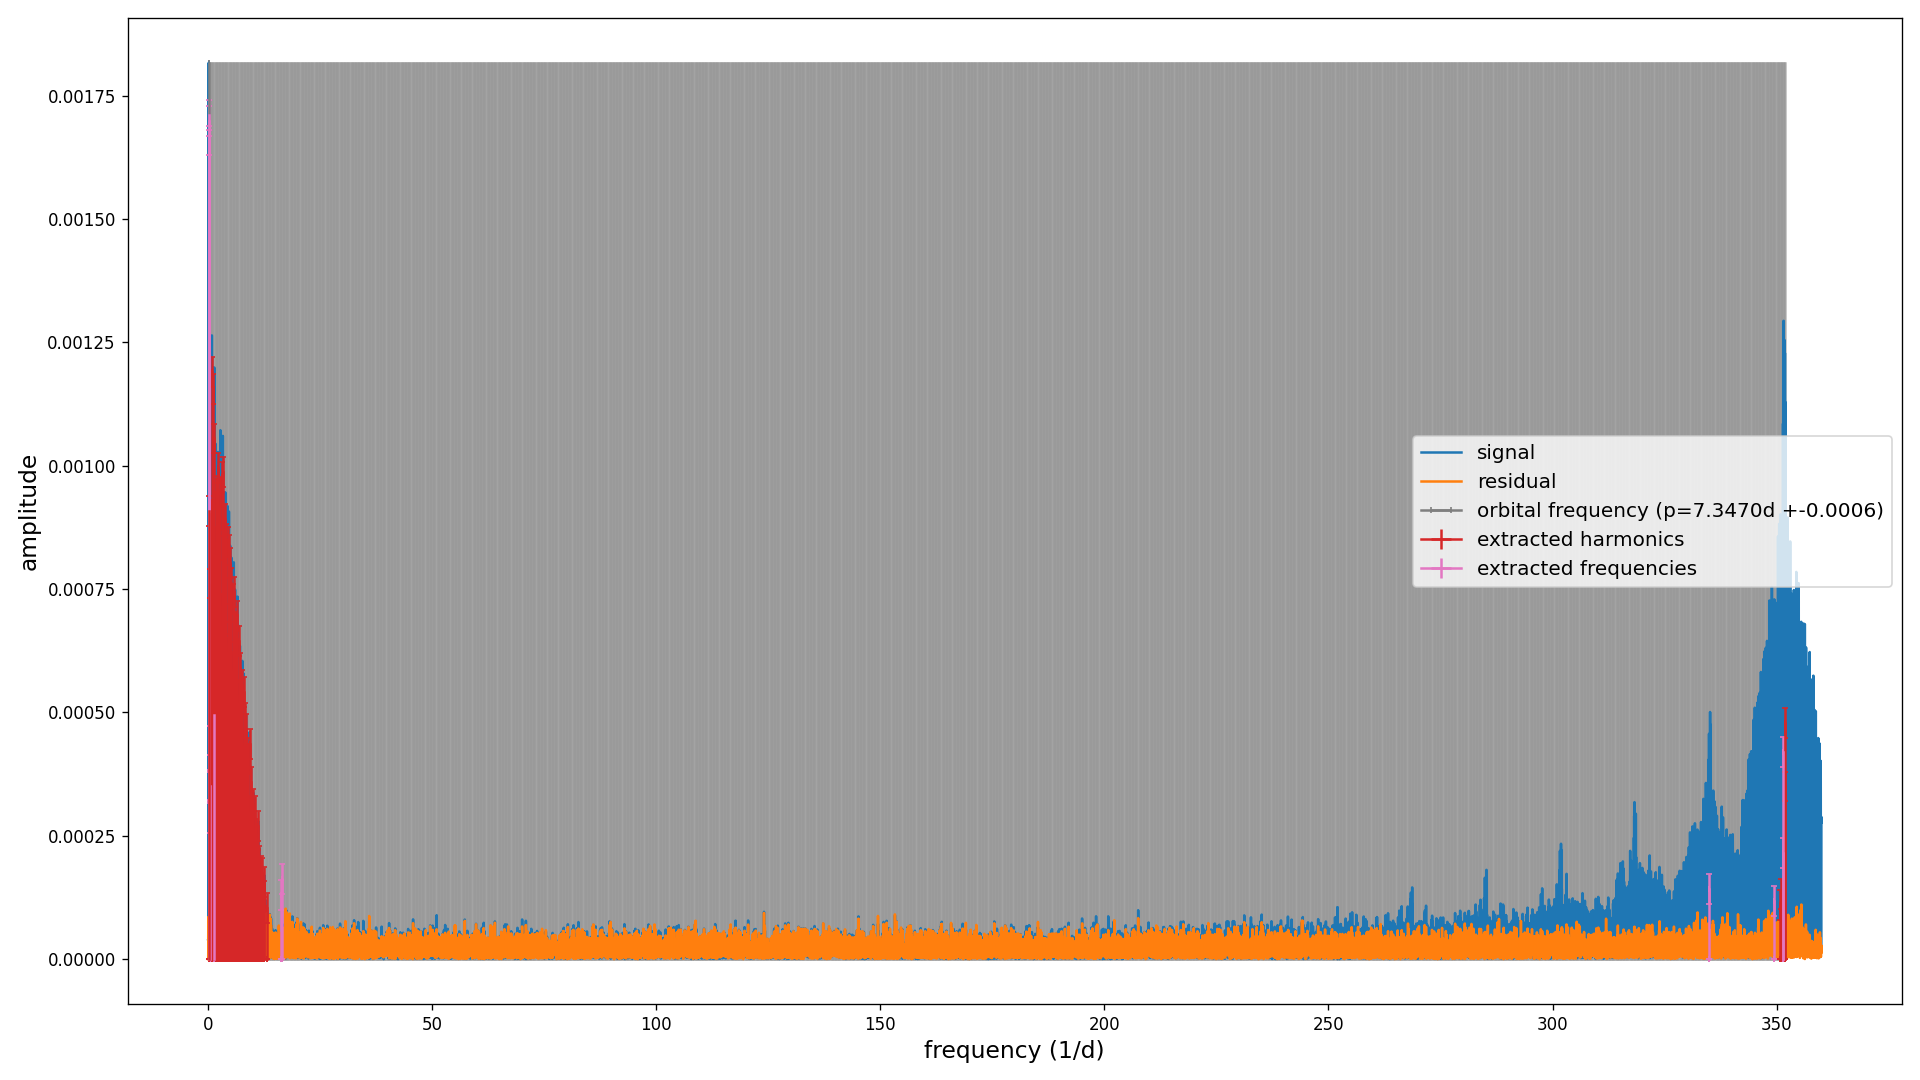 0.00175
0.00150
0.00125
0.00100
0.00075
0.00050
0.00025
0.00000
amplitude
0 50 100 150 200 250 300 350
frequency (1/d)
signal
residual
orbital frequency (p=7.3470d +-0.0006)
extracted harmonics
extracted frequencies